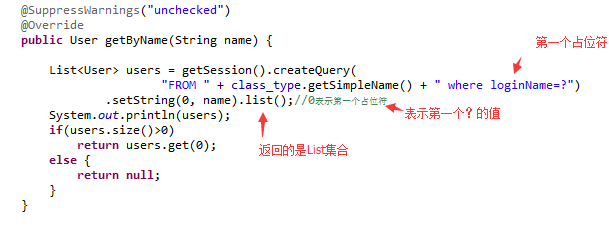 @SuppressWarnings("unchecked")
@Override
public User getByName(String name) {
第一个占位符
List<User> users = getSession().createQuery(
"FROM " + class_type.getSimpleName() + " where loginName=?")
.setString(0, name).list();//0表示第一个占位符
表示第一个？的值
System.out.println(users);
if(users.size()>0)
返回的是List集合
return users.get(0);
else {
return null;
}
}